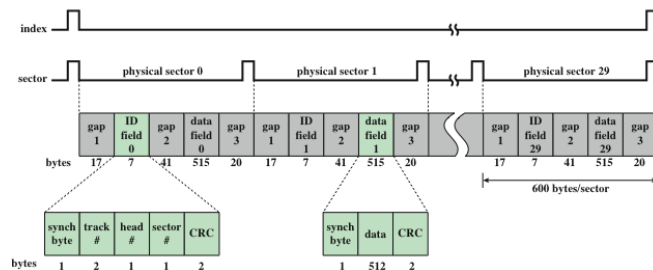 index
sector
physical sector 0 physical sector 1 physical sector 29
gap 1 ID field 0 gap 2 data field 0 gap 3 gap 1 ID field 1 gap 2 data field 1 gap 3 gap 1 ID field 29 gap 2 data field 29 gap 3
bytes 17 7 41 515 20 17 7 41 515 20 17 7 41 515 20
600 bytes/sector
synch byte track # head # sector # CRC synch byte data CRC
bytes 1 2 1 1 2 1 512 2